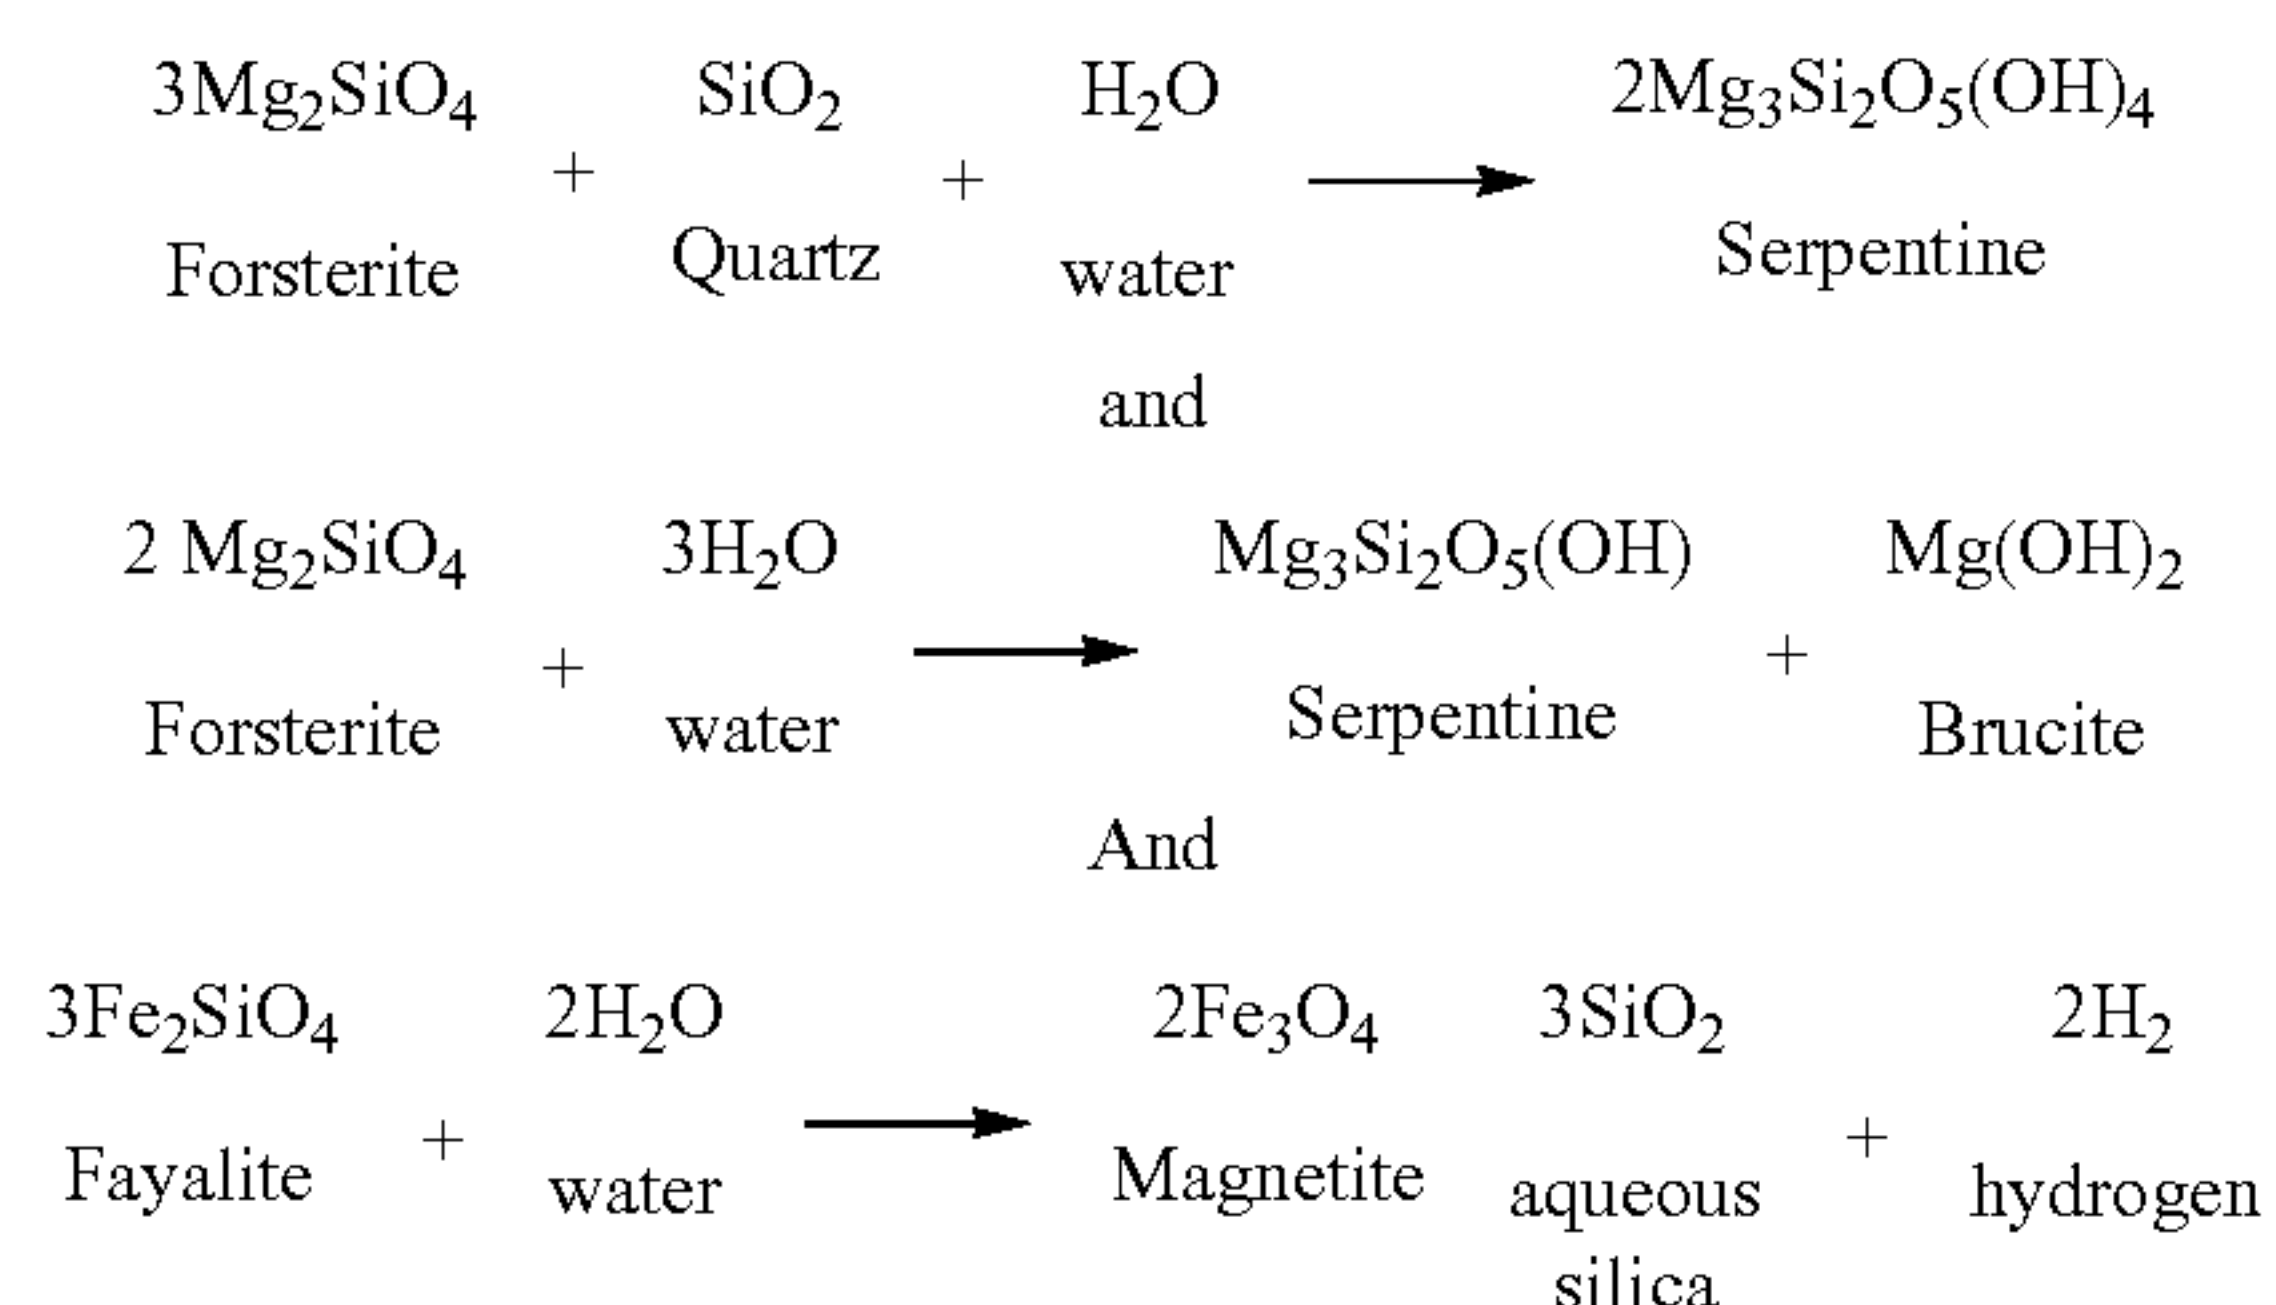 3Mg₂SiO₄ + SiO₂ + H₂O → 2Mg₃Si₂O₅(OH)₄
Forsterite Quartz water Serpentine
and
2 Mg₂SiO₄ + 3H₂O → Mg₃Si₂O₅(OH) + Mg(OH)₂
Forsterite water Serpentine Brucite
And
3Fe₂SiO₄ + 2H₂O → 2Fe₃O₄ 3SiO₂ + 2H₂
Fayalite water Magnetite aqueous hydrogen
silica